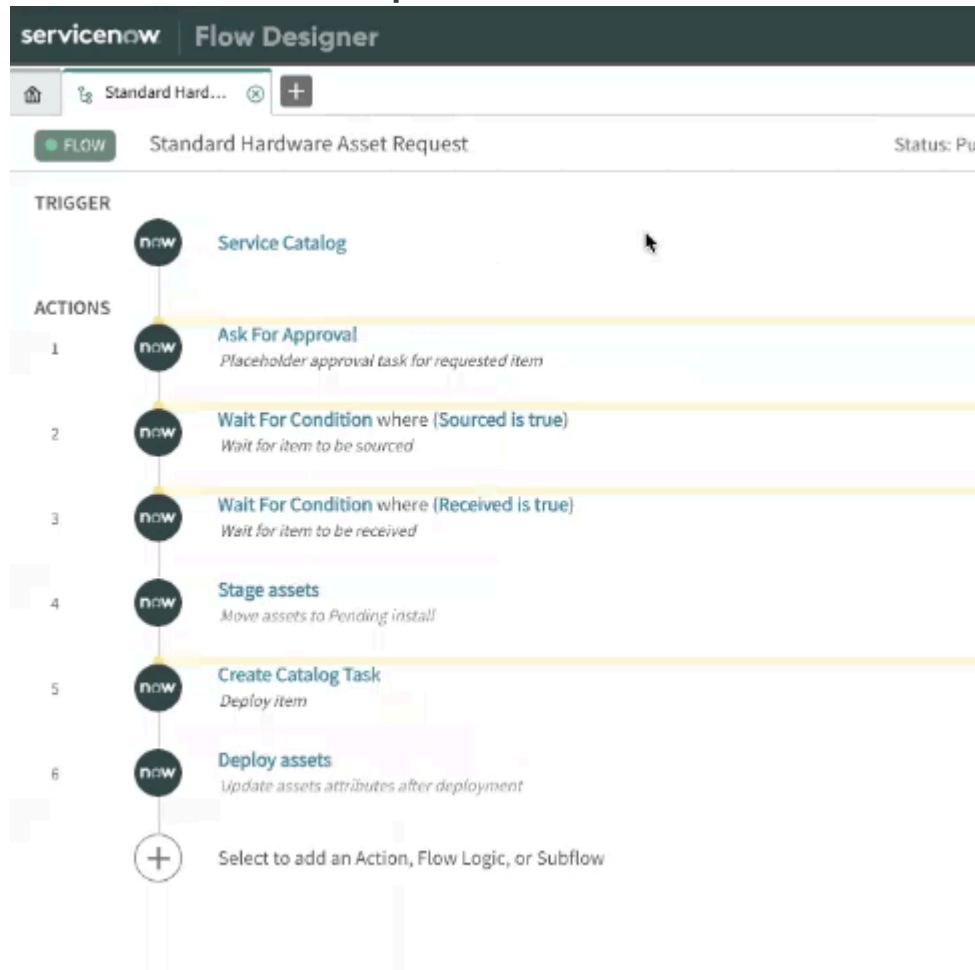 servicenow Flow Designer
Standard Hard...
FLOW Standard Hardware Asset Request Status: Pu
TRIGGER
now Service Catalog
ACTIONS
1 now Ask For Approval
Placeholder approval task for requested item
2 now Wait For Condition where (Sourced is true)
Wait for item to be sourced
3 now Wait For Condition where (Received is true)
Wait for item to be received
4 now Stage assets
Move assets to Pending install
5 now Create Catalog Task
Deploy item
6 now Deploy assets
Update assets attributes after deployment
Select to add an Action, Flow Logic, or Subflow